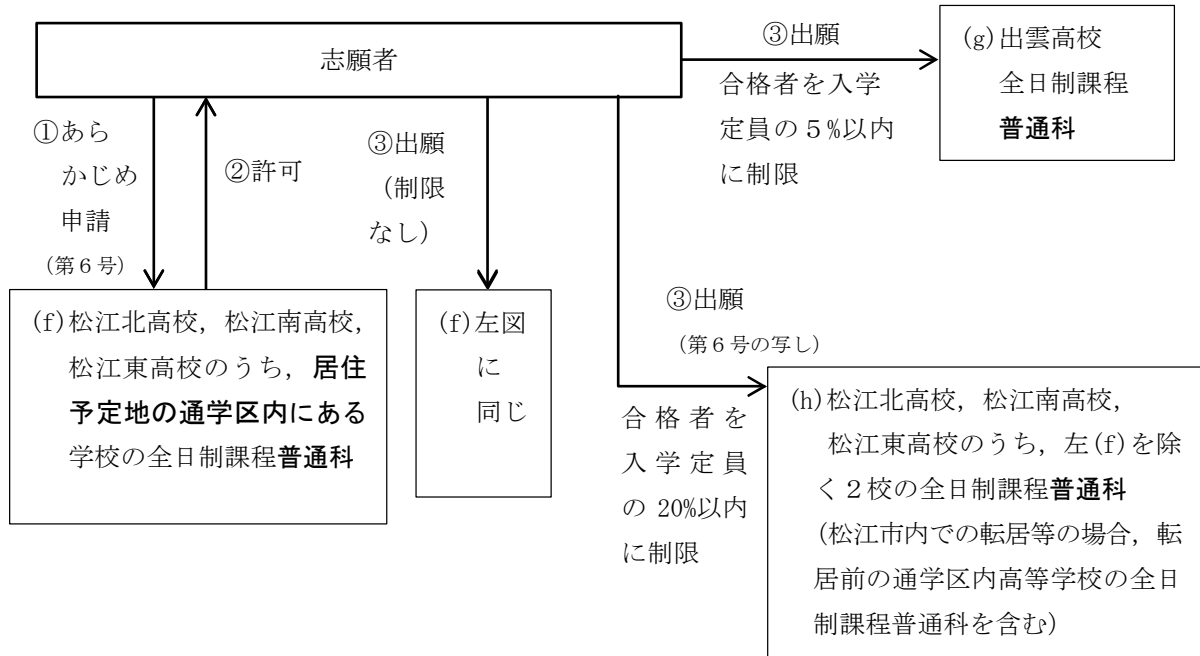 志願者
③出願
合格者を入学
定員の５%以内
に制限
(g)出雲高校
全日制課程
普通科
①あら
かじめ
申請
(第６号)
②許可
③出願
(制限
なし)
③出願
(第６号の写し)
合格者を
入学定員
の 20%以内
に制限
(f)松江北高校，松江南高校，
松江東高校のうち，居住
予定地の通学区内にある
学校の全日制課程普通科
(f)左図
に
同じ
(h)松江北高校，松江南高校，
松江東高校のうち，左(f)を除
く２校の全日制課程普通科
(松江市内での転居等の場合，転
居前の通学区内高等学校の全日
制課程普通科を含む)